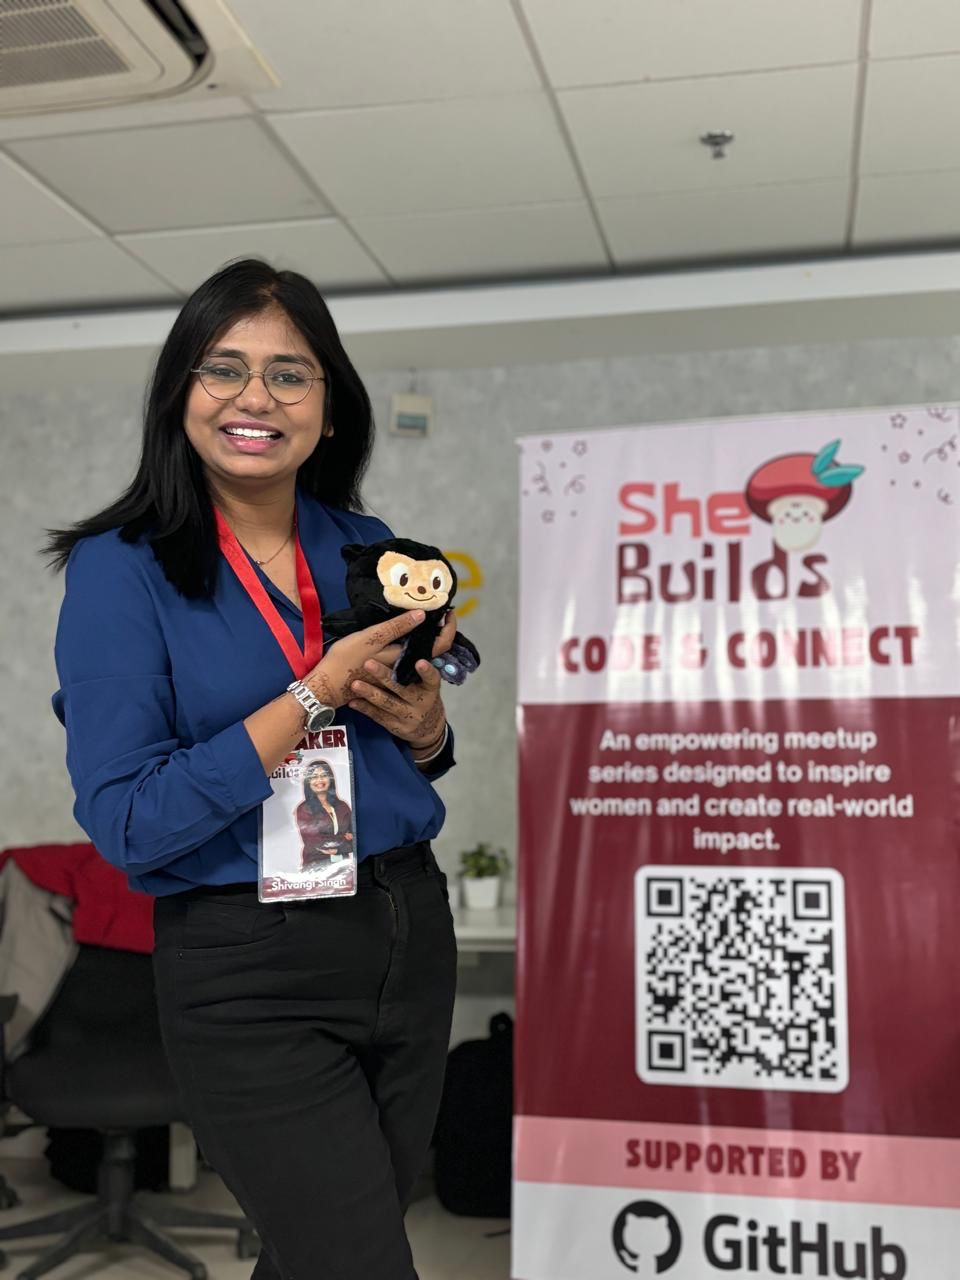 She
Builds
CODE & CONNECT
An empowering meetup
series designed to inspire
women and create real-world
impact.
SUPPORTED BY
GitHub
AKER
uilds
Shivangi Singh
e